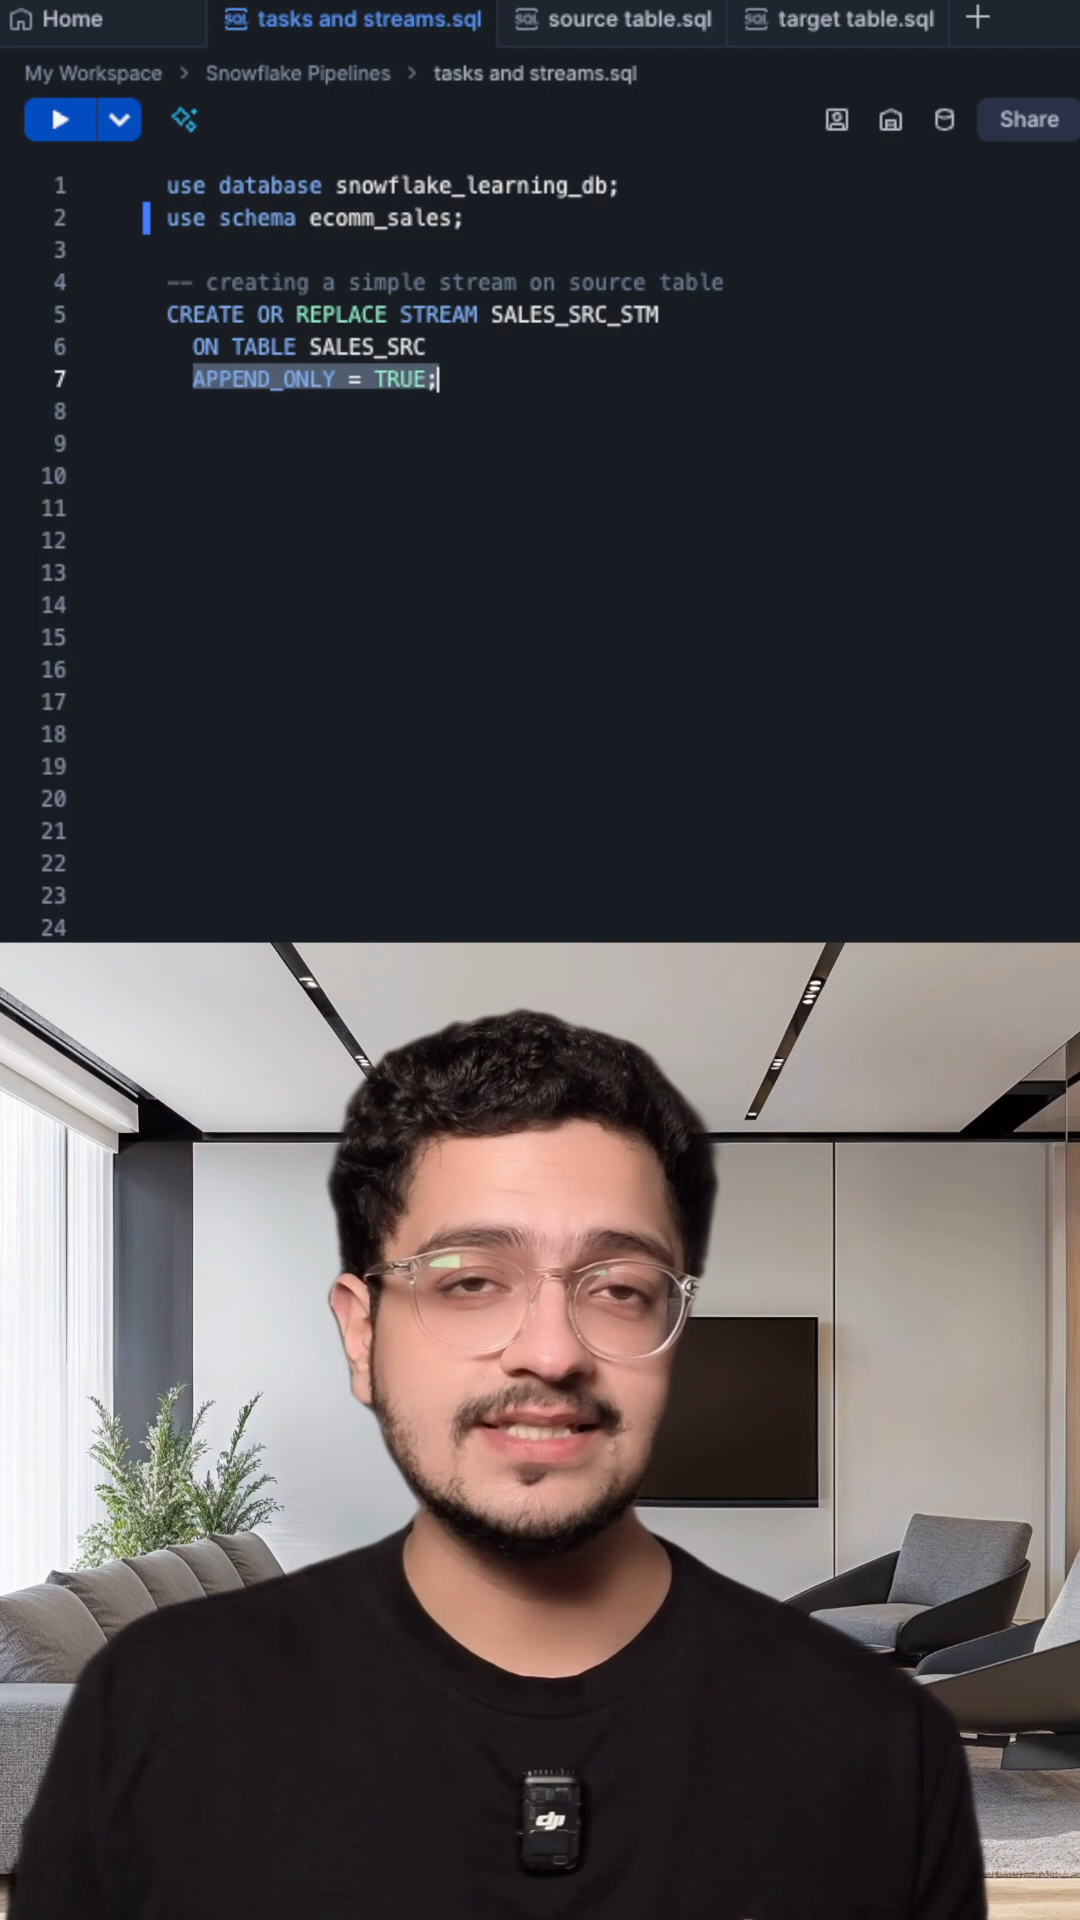 Home
tasks and streams.sql
source table.sql
target table.sql
My Workspace > Snowflake Pipelines > tasks and streams.sql
Share
1 use database snowflake_learning_db;
2 use schema ecomm_sales;
3
4 -- creating a simple stream on source table
5 CREATE OR REPLACE STREAM SALES_SRC_STM
6 ON TABLE SALES_SRC
7 APPEND_ONLY = TRUE;
8
9
10
11
12
13
14
15
16
17
18
19
20
21
22
23
24
dji